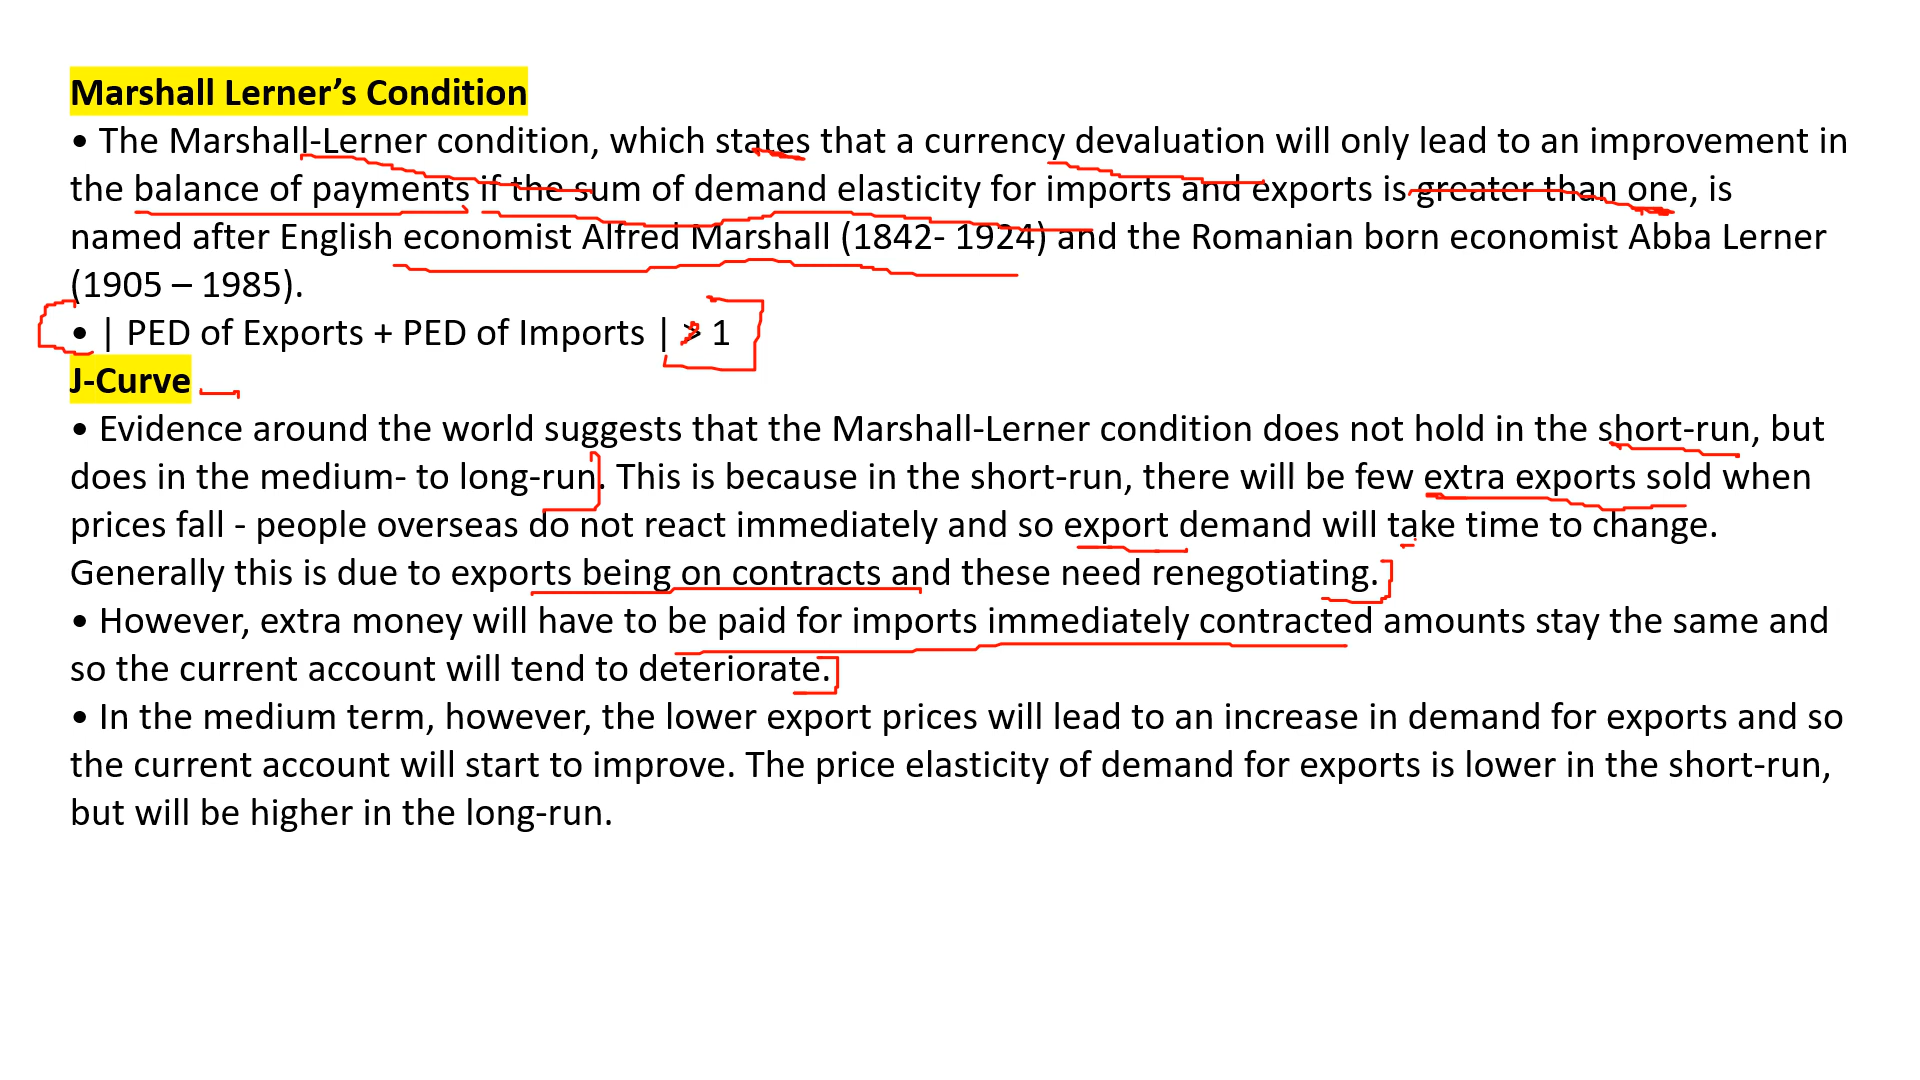 Marshall Lerner’s Condition
• The Marshall-Lerner condition, which states that a currency devaluation will only lead to an improvement in
the balance of payments if the sum of demand elasticity for imports and exports is greater than one, is
named after English economist Alfred Marshall (1842- 1924) and the Romanian born economist Abba Lerner
(1905 – 1985).
• | PED of Exports + PED of Imports | > 1
J-Curve
• Evidence around the world suggests that the Marshall-Lerner condition does not hold in the short-run, but
does in the medium- to long-run. This is because in the short-run, there will be few extra exports sold when
prices fall - people overseas do not react immediately and so export demand will take time to change.
Generally this is due to exports being on contracts and these need renegotiating.
• However, extra money will have to be paid for imports immediately contracted amounts stay the same and
so the current account will tend to deteriorate.
• In the medium term, however, the lower export prices will lead to an increase in demand for exports and so
the current account will start to improve. The price elasticity of demand for exports is lower in the short-run,
but will be higher in the long-run.